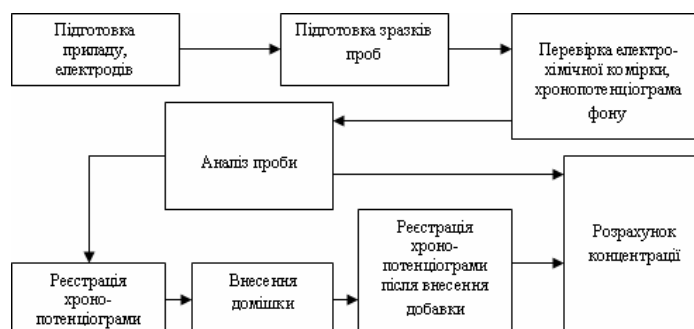 Підготовка
приладу,
електродів
Підготовка зразків
проб
Перевірка електро-
хімічної комірки,
хронопотенціограма
фону
Аналіз проби
Реєстрація
хроно-
потенціограми
Внесення
домішки
Реєстрація
хроно-
потенціограми
після внесення
добавки
Розрахунок
концентрації